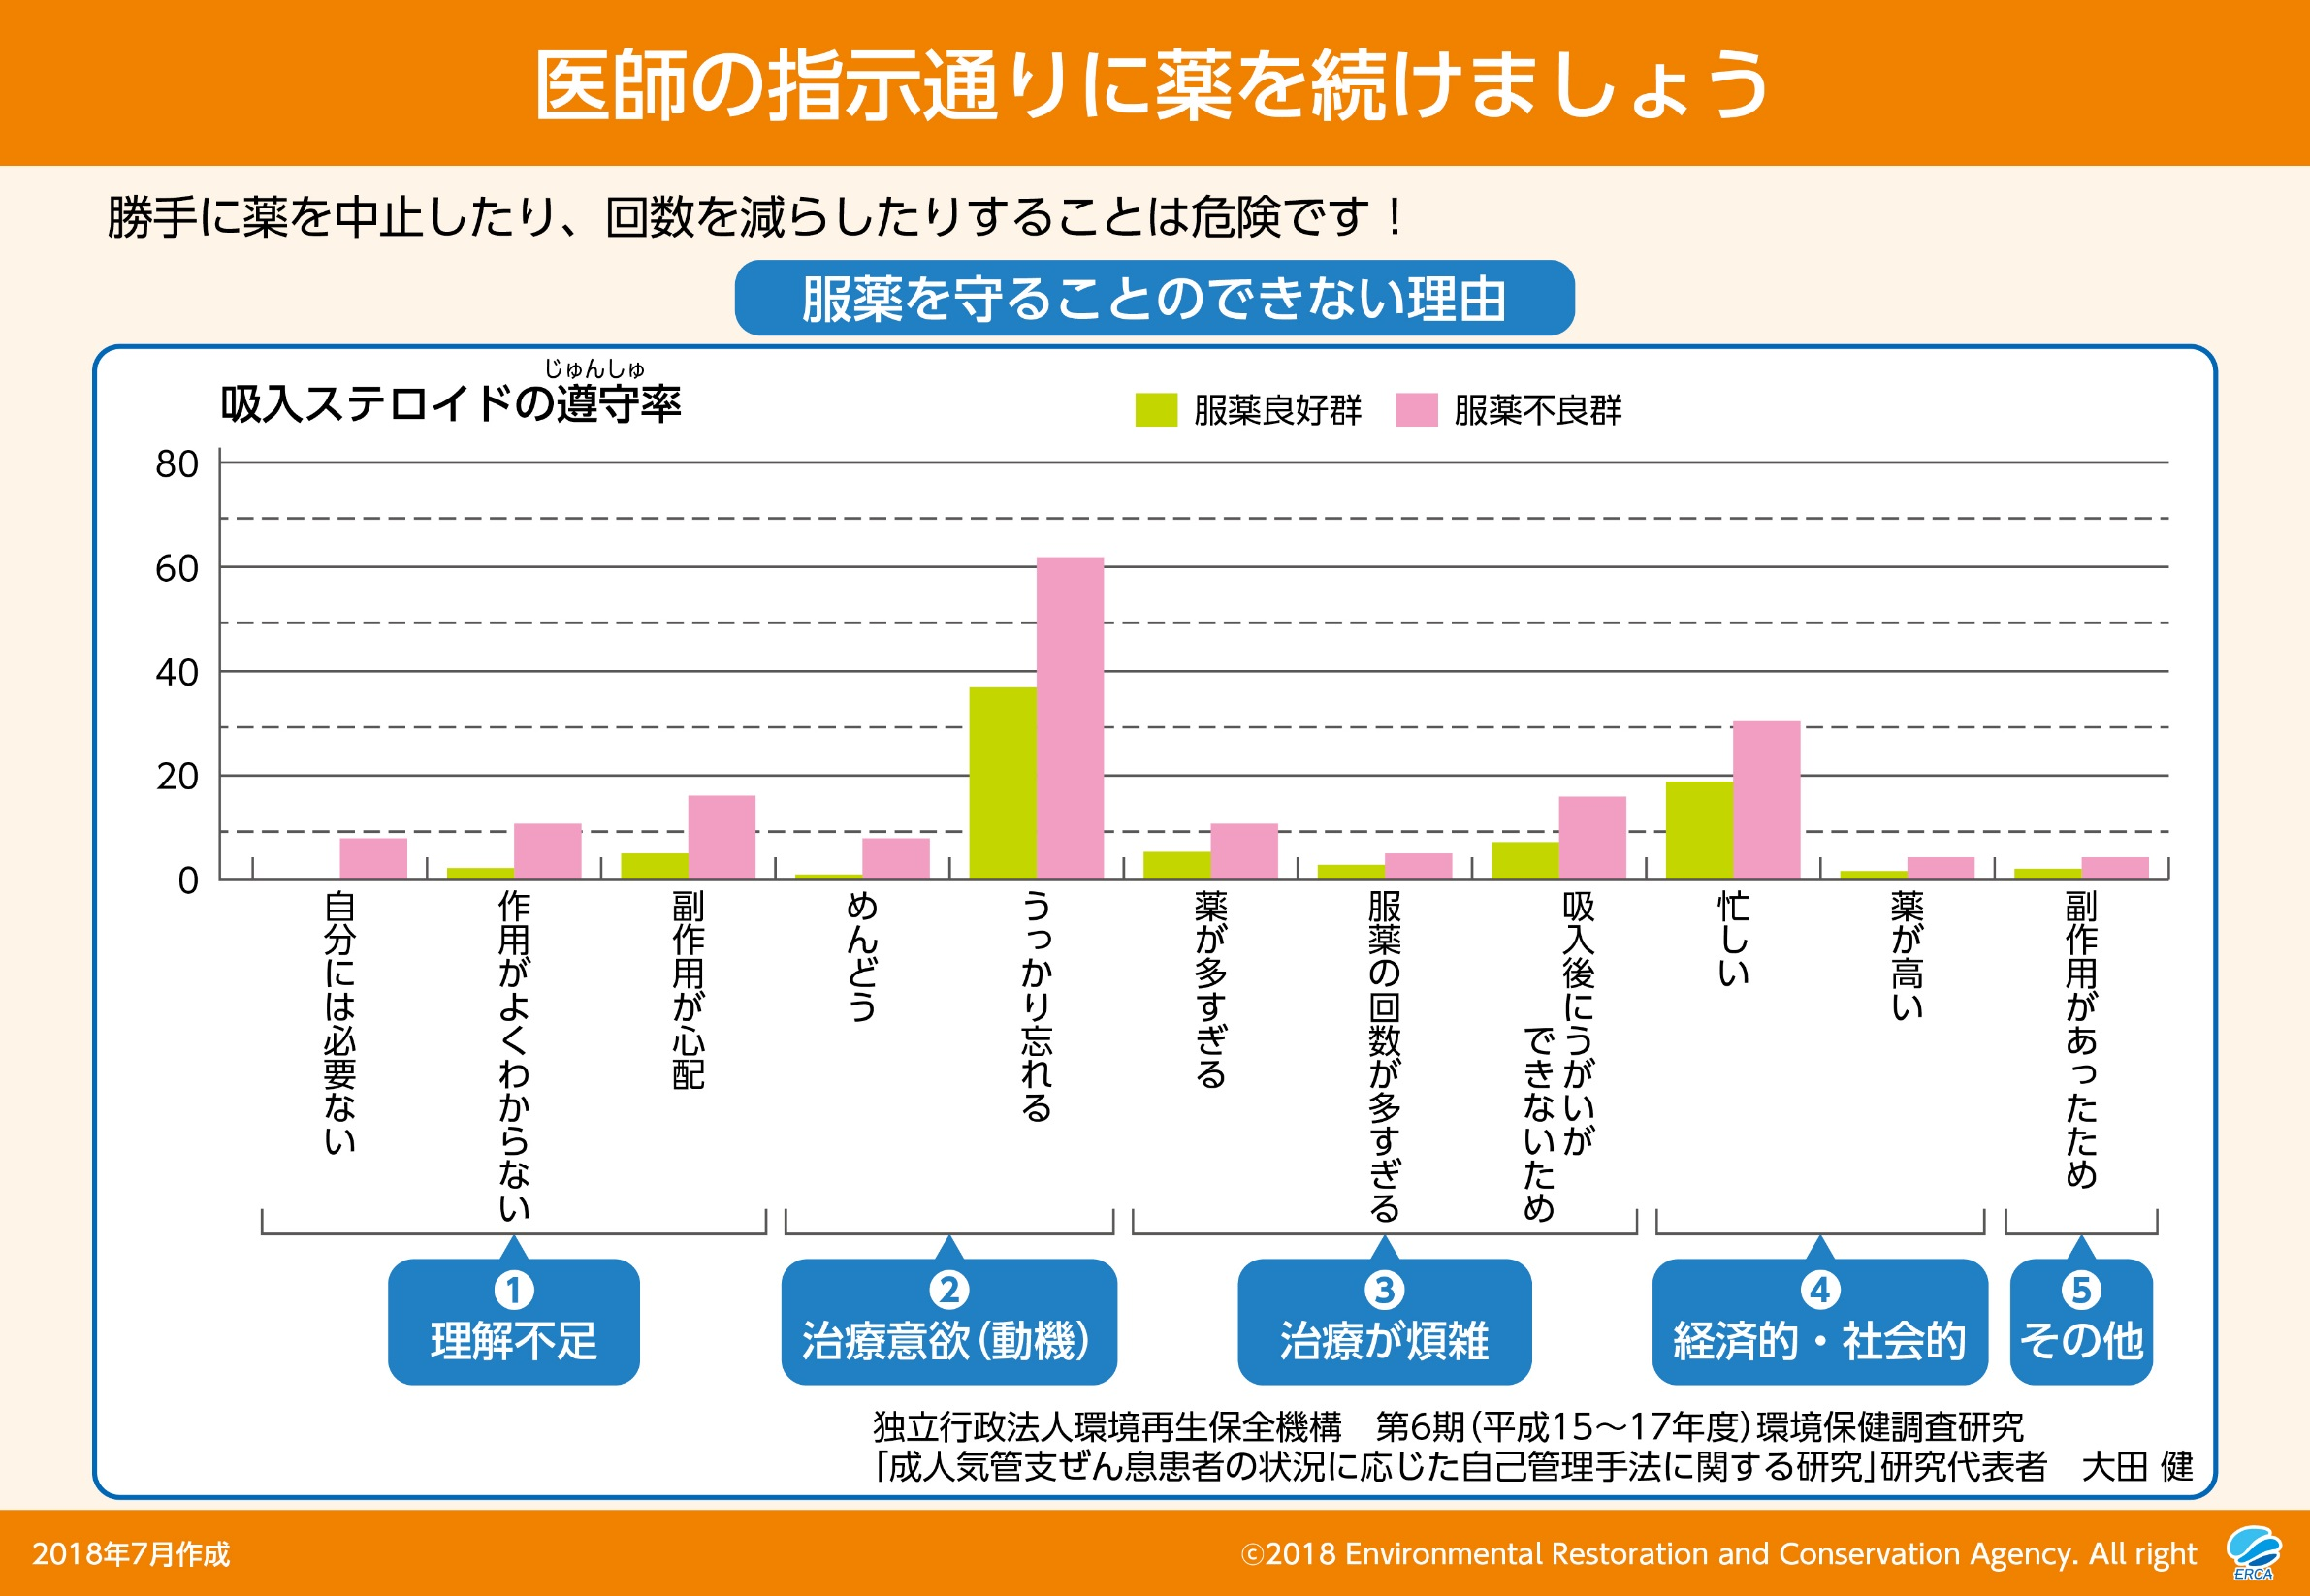 医師の指示通りに薬を続けましょう
勝手に薬を中止したり、回数を減らしたりすることは危険です！
服薬を守ることのできない理由
じゅんしゅ
吸入ステロイドの遵守率
服薬良好群
服薬不良群
80
60
40
20
0
自分には必要ない
作用がよくわからない
副作用が心配
めんどう
うっかり忘れる
薬が多すぎる
服薬の回数が多すぎる
吸入後にうがいが
できないため
忙しい
薬が高い
副作用があったため
1
理解不足
2
治療意欲（動機）
3
治療が煩雑
4
経済的・社会的
5
その他
独立行政法人環境再生保全機構　第6期（平成15〜17年度）環境保健調査研究
「成人気管支ぜん息患者の状況に応じた自己管理手法に関する研究」研究代表者　大田 健
2018年7月作成
©2018 Environmental Restoration and Conservation Agency. All right
ERCA